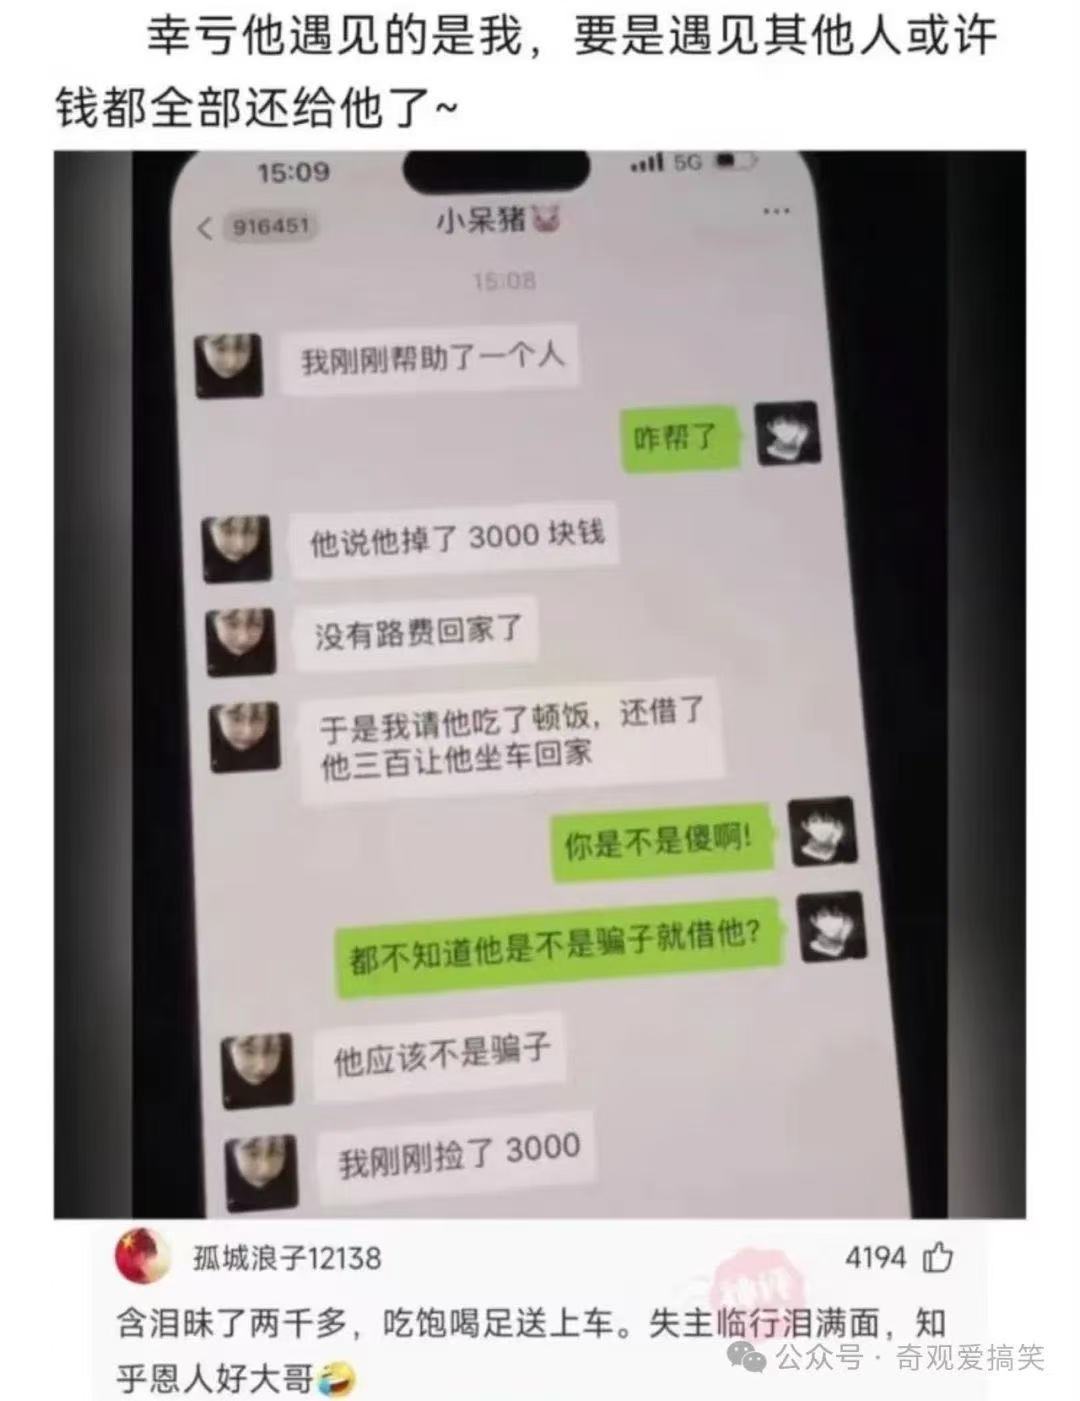 幸亏他遇见的是我，要是遇见其他人或许
钱都全部还给他了~
15:09
5G
916451
小呆猪🐷
15:08
我刚刚帮助了一个人
咋帮了
他说他掉了 3000 块钱
没有路费回家了
于是我请他吃了顿饭，还借了
他三百让他坐车回家
你是不是傻啊!
都不知道他是不是骗子就借他?
他应该不是骗子
我刚刚捡了 3000
孤城浪子12138
4194
神评
含泪昧了两千多，吃饱喝足送上车。失主临行泪满面，知
乎恩人好大哥🤣
公众号 · 奇观爱搞笑